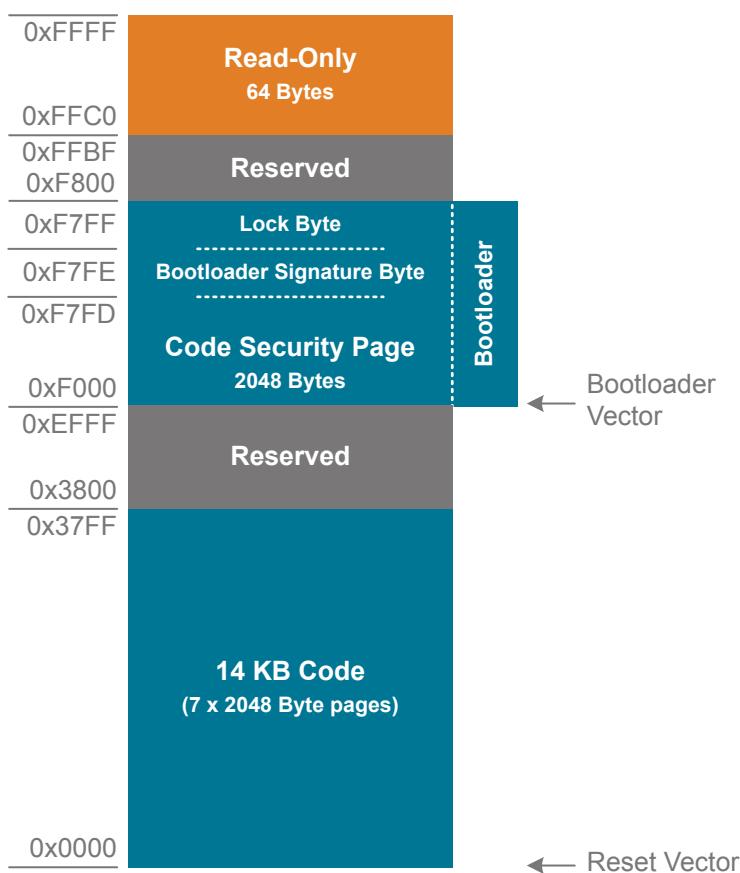 0xFFFF
Read-Only
64 Bytes
0xFFC0
0xFFBF
Reserved
0xF800
0xF7FF
Lock Byte
0xF7FE
Bootloader Signature Byte
0xF7FD
Bootloader
Code Security Page
2048 Bytes
0xF000
Bootloader
Vector
0xEFFF
Reserved
0x3800
0x37FF
14 KB Code
(7 x 2048 Byte pages)
0x0000
Reset Vector